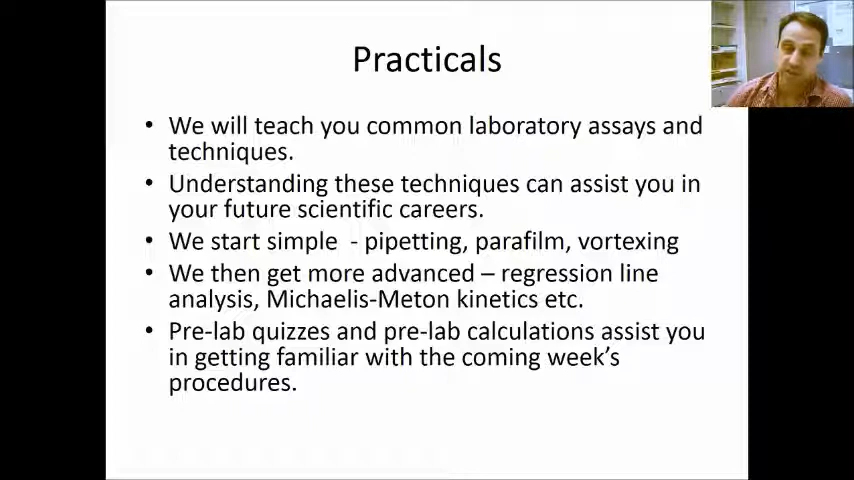 Practicals
• We will teach you common laboratory assays and
techniques.
• Understanding these techniques can assist you in
your future scientific careers.
• We start simple - pipetting, parafilm, vortexing
• We then get more advanced – regression line
analysis, Michaelis-Meton kinetics etc.
• Pre-lab quizzes and pre-lab calculations assist you
in getting familiar with the coming week's
procedures.